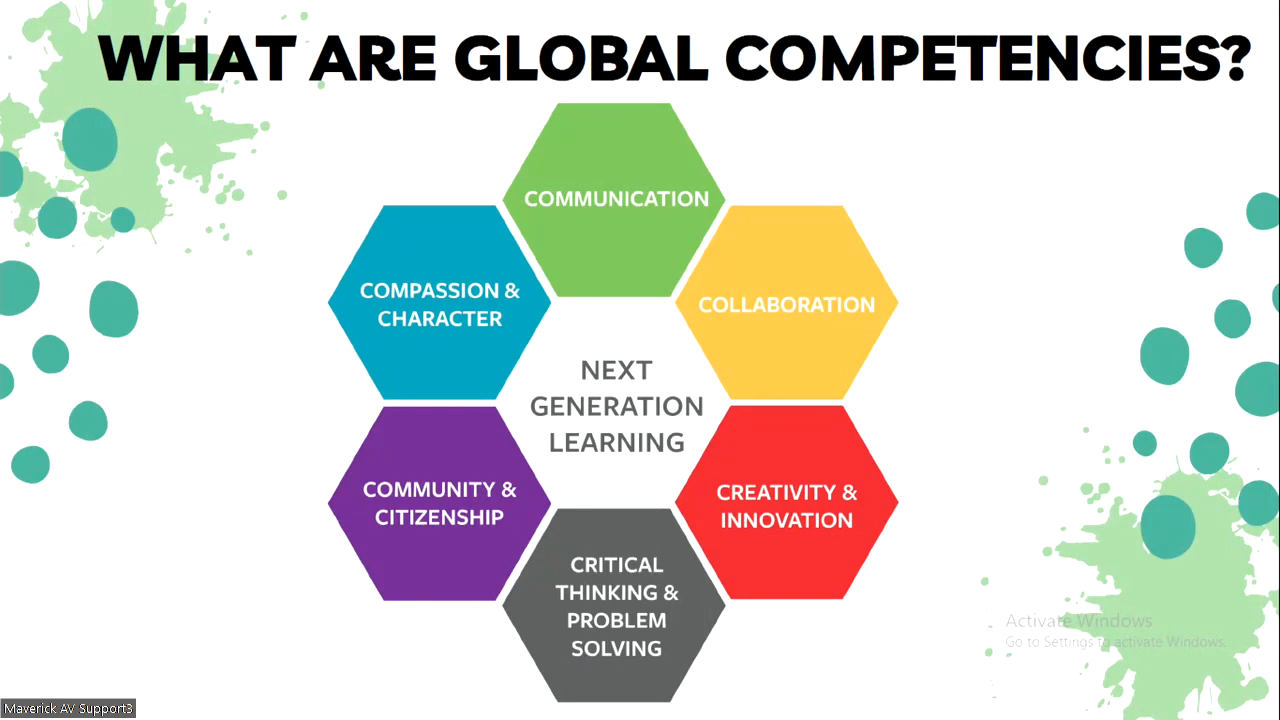 WHAT ARE GLOBAL COMPETENCIES?
COMMUNICATION
COMPASSION &
CHARACTER
COLLABORATION
NEXT
GENERATION
LEARNING
COMMUNITY &
CITIZENSHIP
CREATIVITY &
INNOVATION
CRITICAL
THINKING &
PROBLEM
SOLVING
Activate Windows
Go to Settings to activate Windows.
Maverick AV Support3